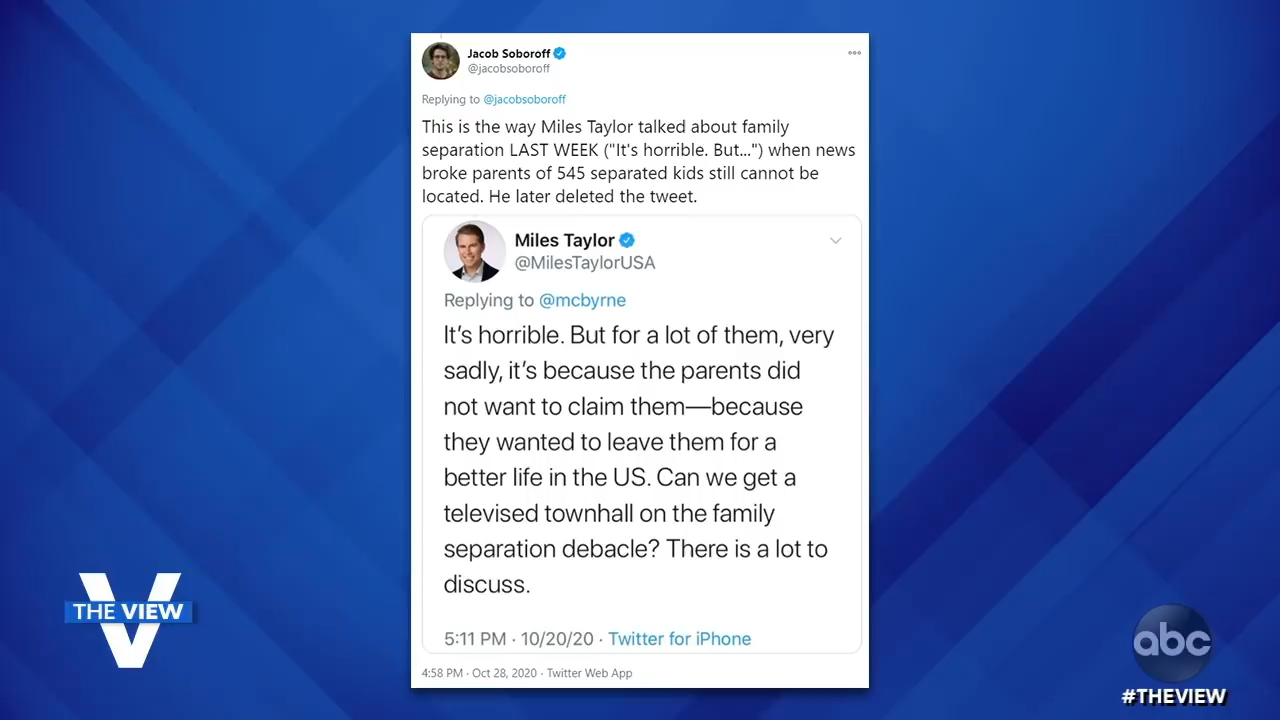 Jacob Soboroff
@jacobsoboroff
Replying to @jacobsoboroff
This is the way Miles Taylor talked about family
separation LAST WEEK ("It's horrible. But...") when news
broke parents of 545 separated kids still cannot be
located. He later deleted the tweet.
Miles Taylor
@MilesTaylorUSA
Replying to @mcbyrne
It's horrible. But for a lot of them, very
sadly, it's because the parents did
not want to claim them—because
they wanted to leave them for a
better life in the US. Can we get a
televised townhall on the family
separation debacle? There is a lot to
discuss.
5:11 PM · 10/20/20 · Twitter for iPhone
4:58 PM · Oct 28, 2020 · Twitter Web App
V
THE VIEW
abc
#THEVIEW